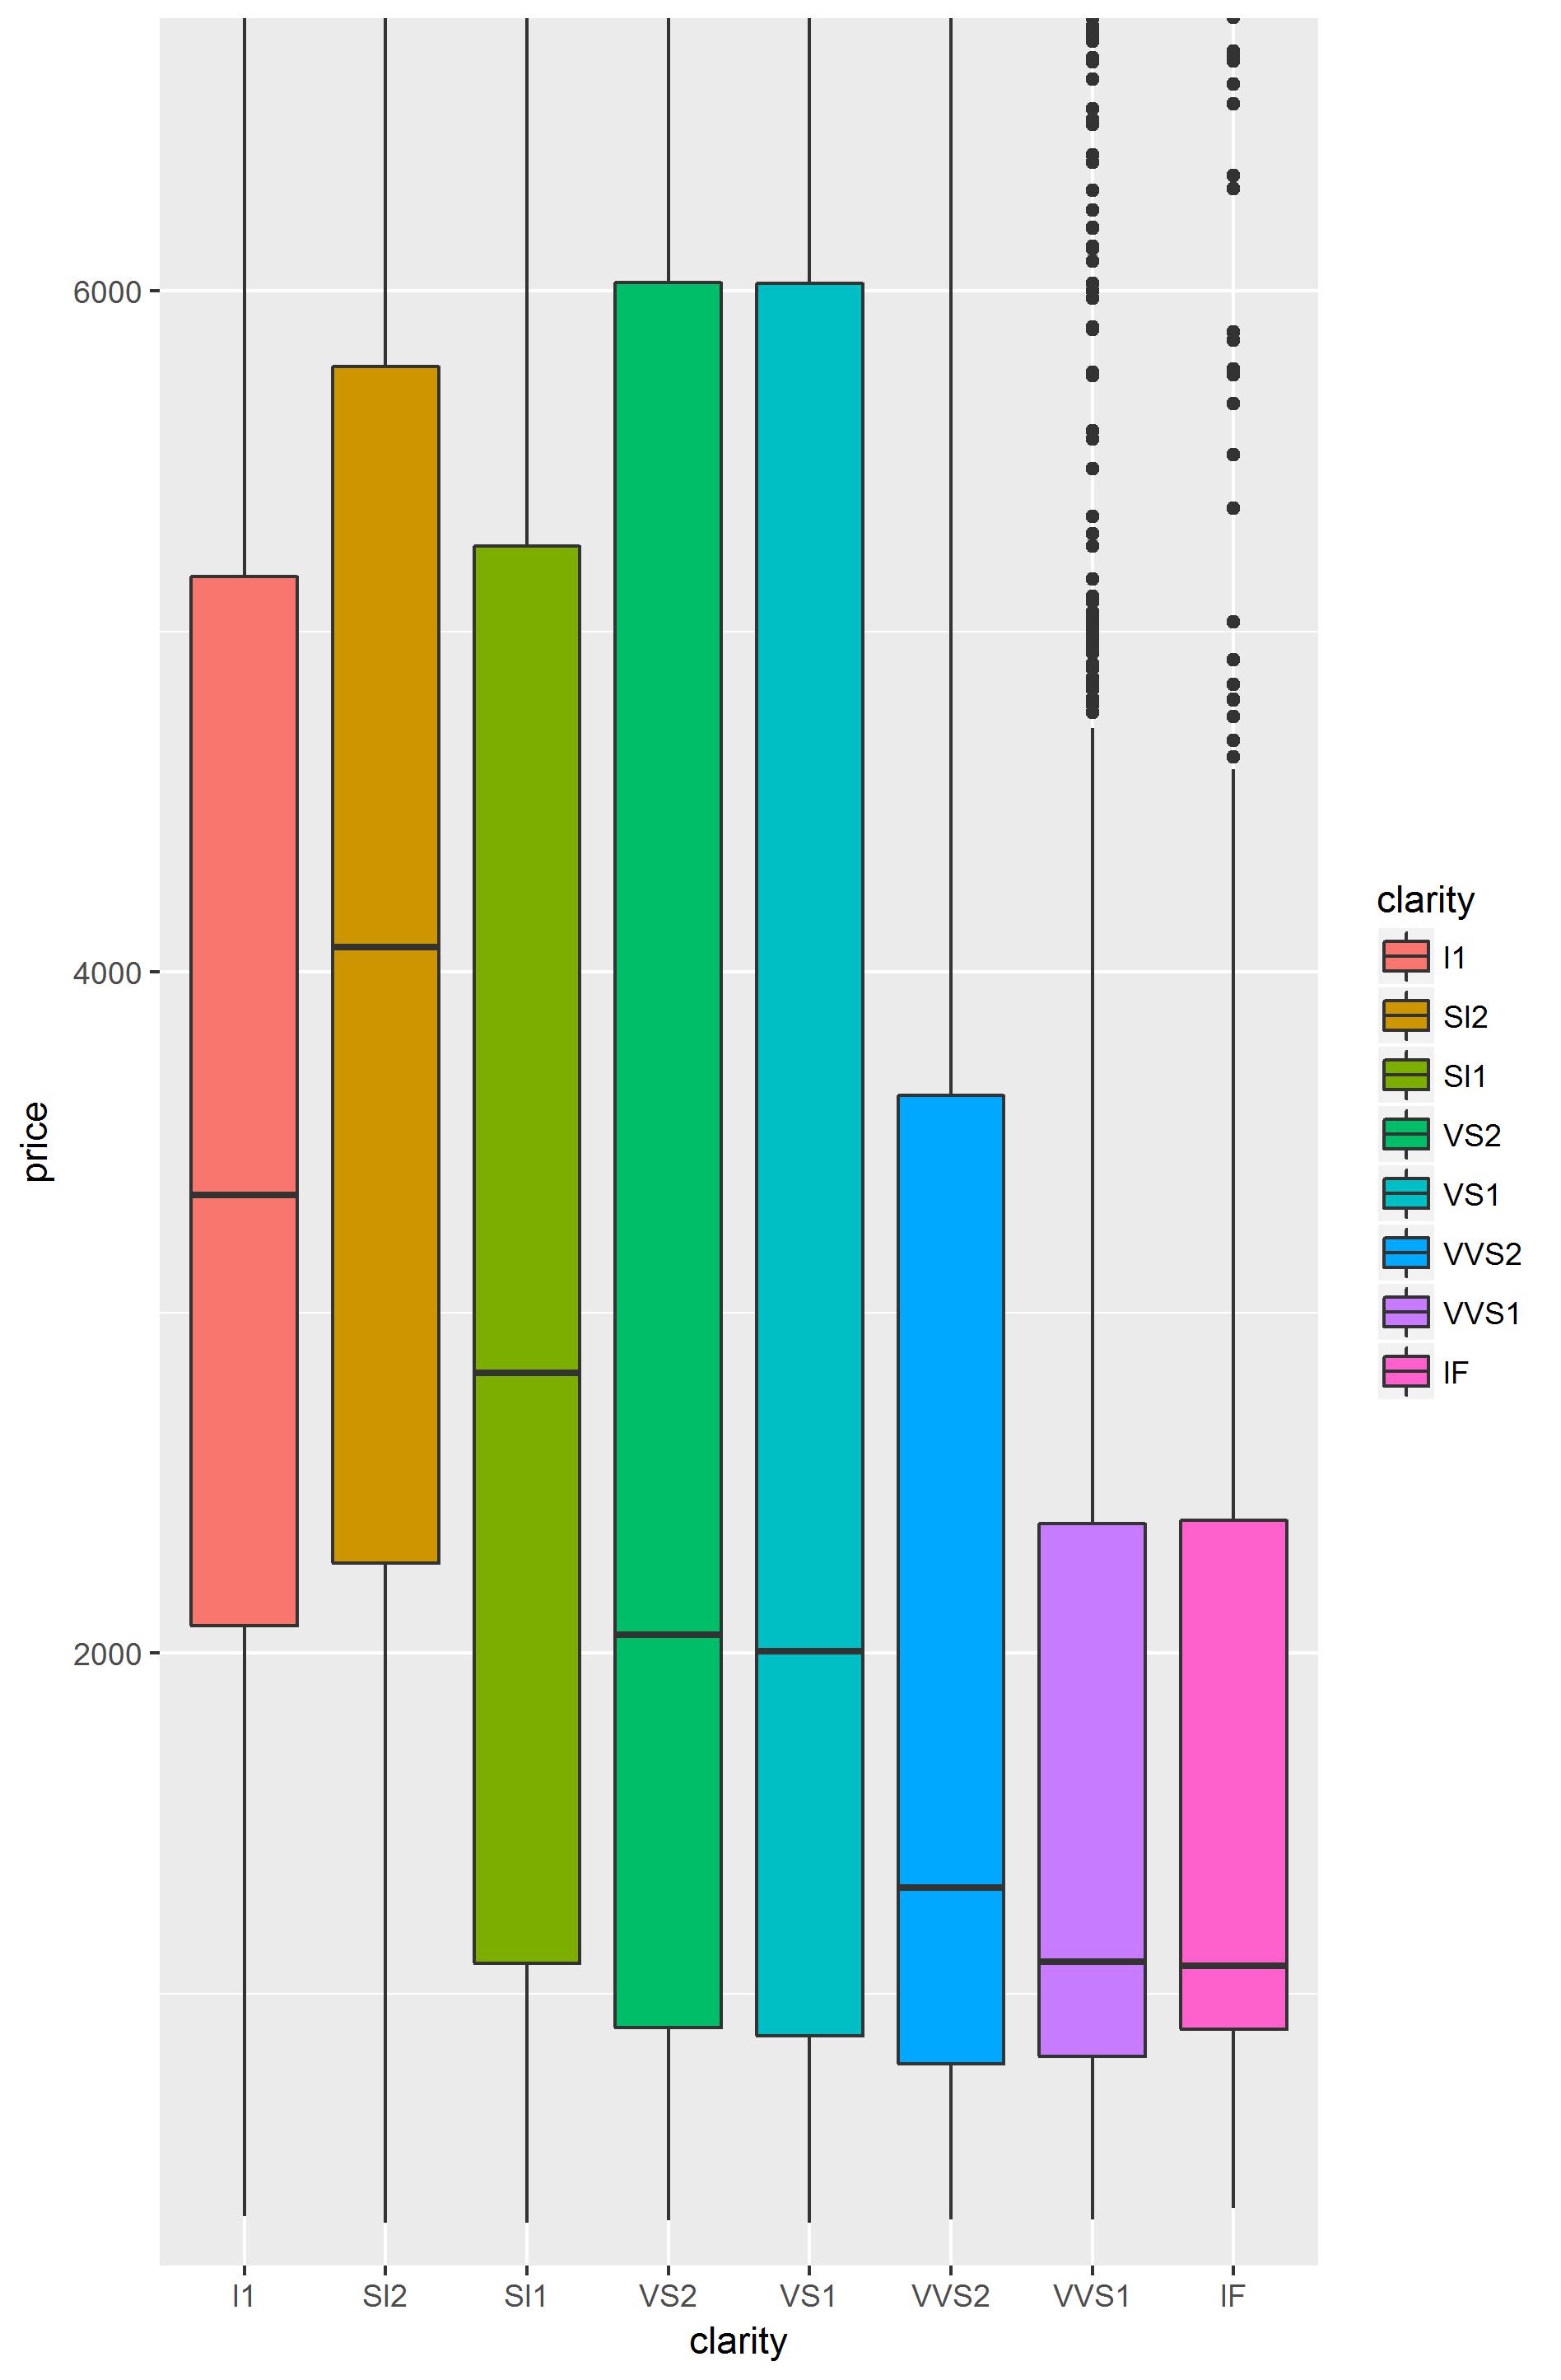 6000
4000
2000
price
I1 SI2 SI1 VS2 VS1 VVS2 VVS1 IF
clarity
clarity
I1
SI2
SI1
VS2
VS1
VVS2
VVS1
IF